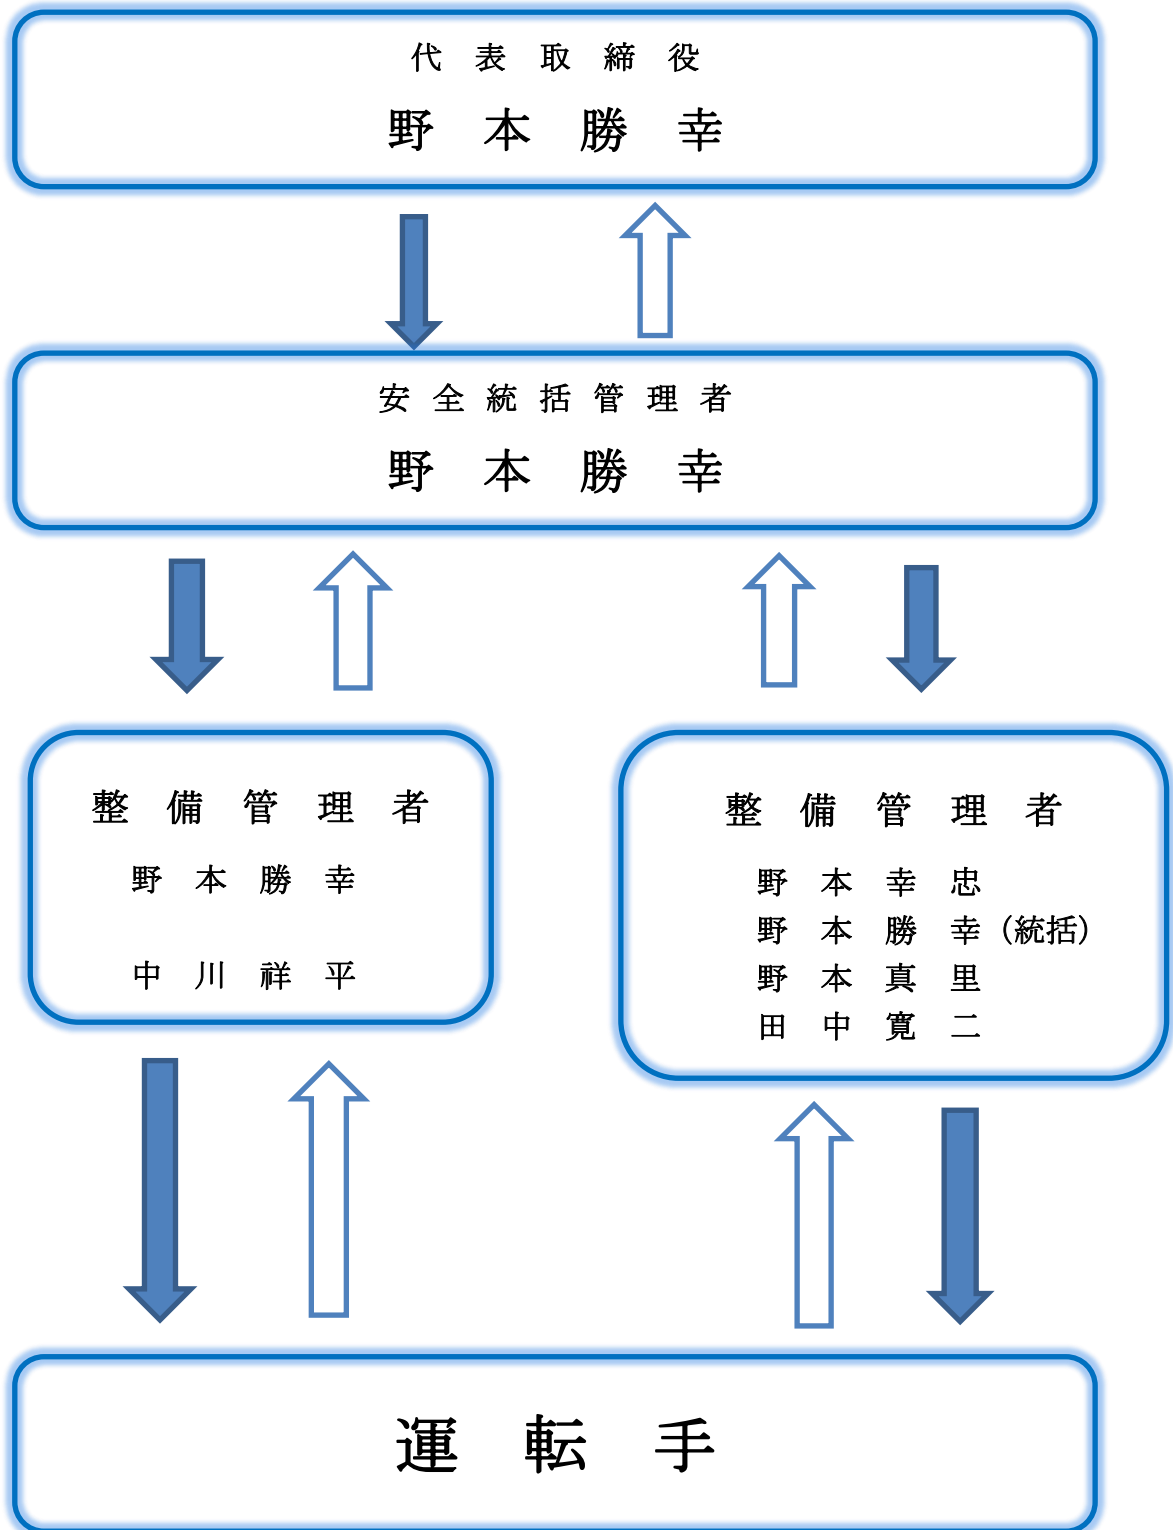 代表取締役
野本勝幸
安全統括管理者
野本勝幸
整備管理者
野本勝幸
中川祥平
整備管理者
野本幸忠
野本勝幸（統括）
野本真里
田中寛二
運転手